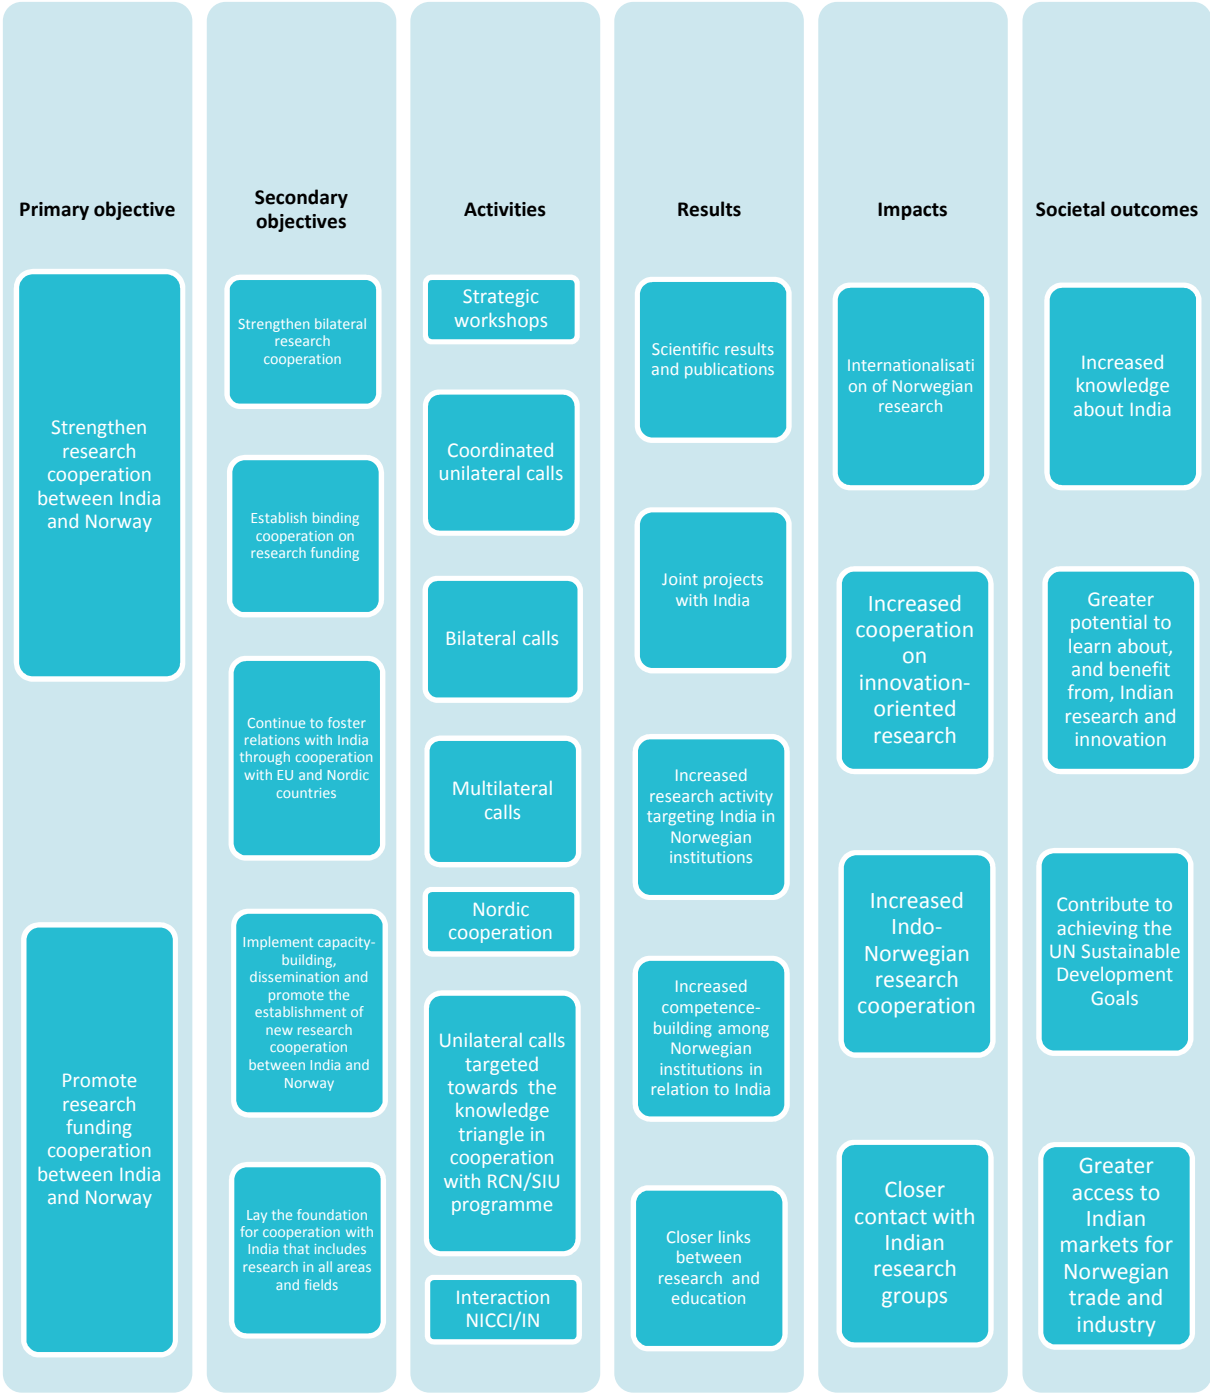 Primary objective
Strengthen
research
cooperation
between India
and Norway
Promote
research
funding
cooperation
between India
and Norway
Secondary
objectives
Strengthen bilateral
research
cooperation
Establish binding
cooperation on
research funding
Continue to foster
relations with India
through cooperation
with EU and Nordic
countries
Implement capacity-
building,
dissemination and
promote the
establishment of
new research
cooperation
between India and
Norway
Lay the foundation
for cooperation with
India that includes
research in all areas
and fields
Activities
Strategic
workshops
Coordinated
unilateral calls
Bilateral calls
Multilateral
calls
Nordic
cooperation
Unilateral calls
targeted
towards the
knowledge
triangle in
cooperation
with RCN/SIU
programme
Interaction
NICCI/IN
Results
Scientific results
and publications
Joint projects
with India
Increased
research activity
targeting India in
Norwegian
institutions
Increased
competence-
building among
Norwegian
institutions in
relation to India
Closer links
between
research and
education
Impacts
Internationalisati
on of Norwegian
research
Increased
cooperation
on
innovation-
oriented
research
Increased
Indo-
Norwegian
research
cooperation
Closer
contact with
Indian
research
groups
Societal outcomes
Increased
knowledge
about India
Greater
potential to
learn about,
and benefit
from, Indian
research and
innovation
Contribute to
achieving the
UN Sustainable
Development
Goals
Greater
access to
Indian
markets for
Norwegian
trade and
industry